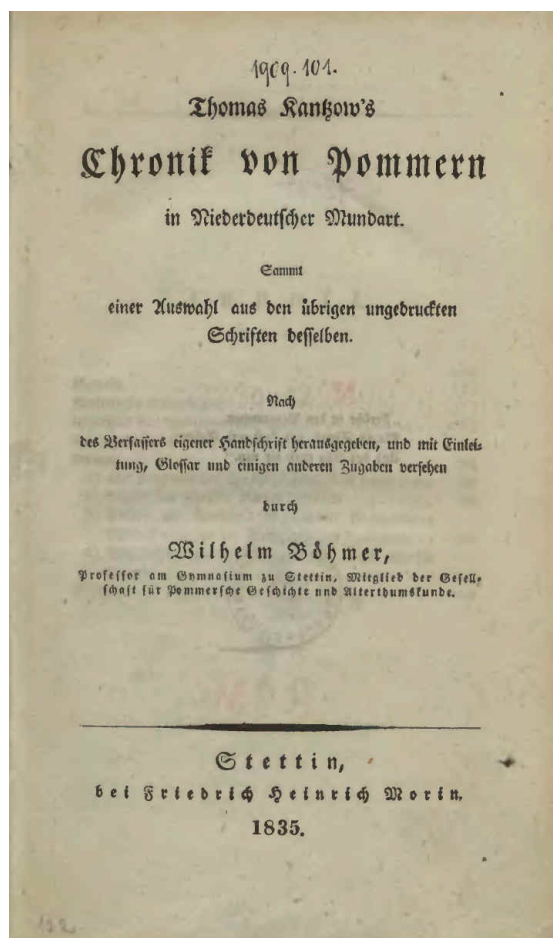 1909.101.
Thomas Kantzow's
Chronik von Pommern
in Niederdeutscher Mundart.
Sammt
einer Auswahl aus den übrigen ungedruckten
Schriften desselben.
Nach
des Verfassers eigener Handschrift herausgegeben, und mit Einlei-
tung, Glossar und einigen anderen Zugaben versehen
durch
Wilhelm Böhmer,
Professor am Gymnasium zu Stettin, Mitglied der Gesell-
schaft für Pommersche Geschichte und Alterthumskunde.
Stettin,
bei Friedrich Heinrich Morin.
1835.